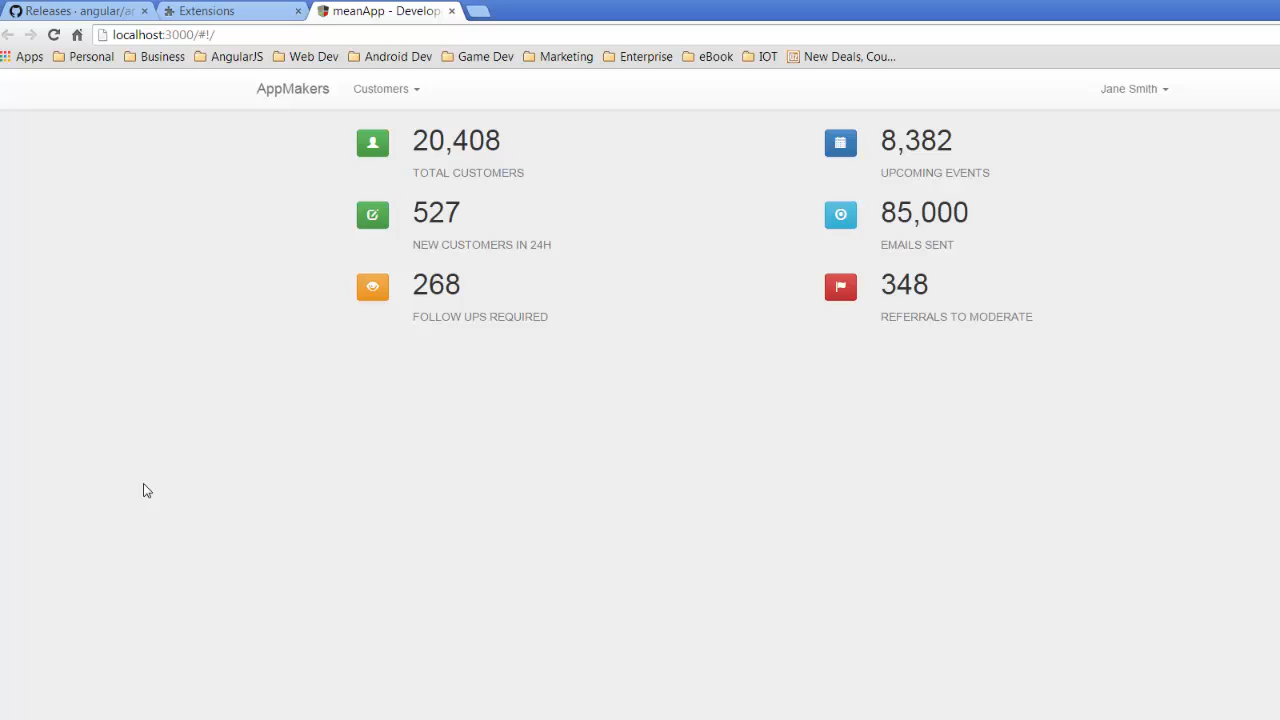 Releases · angular/an
Extensions
meanApp - Develop
localhost:3000/#!/
Apps Personal Business AngularJS Web Dev Android Dev Game Dev Marketing Enterprise eBook IOT New Deals, Cou...
AppMakers Customers Jane Smith
20,408
TOTAL CUSTOMERS
8,382
UPCOMING EVENTS
527
NEW CUSTOMERS IN 24H
85,000
EMAILS SENT
268
FOLLOW UPS REQUIRED
348
REFERRALS TO MODERATE